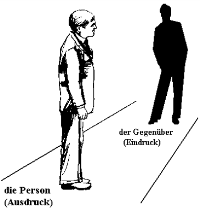 der Gegenüber
(Eindruck)
die Person
(Ausdruck)